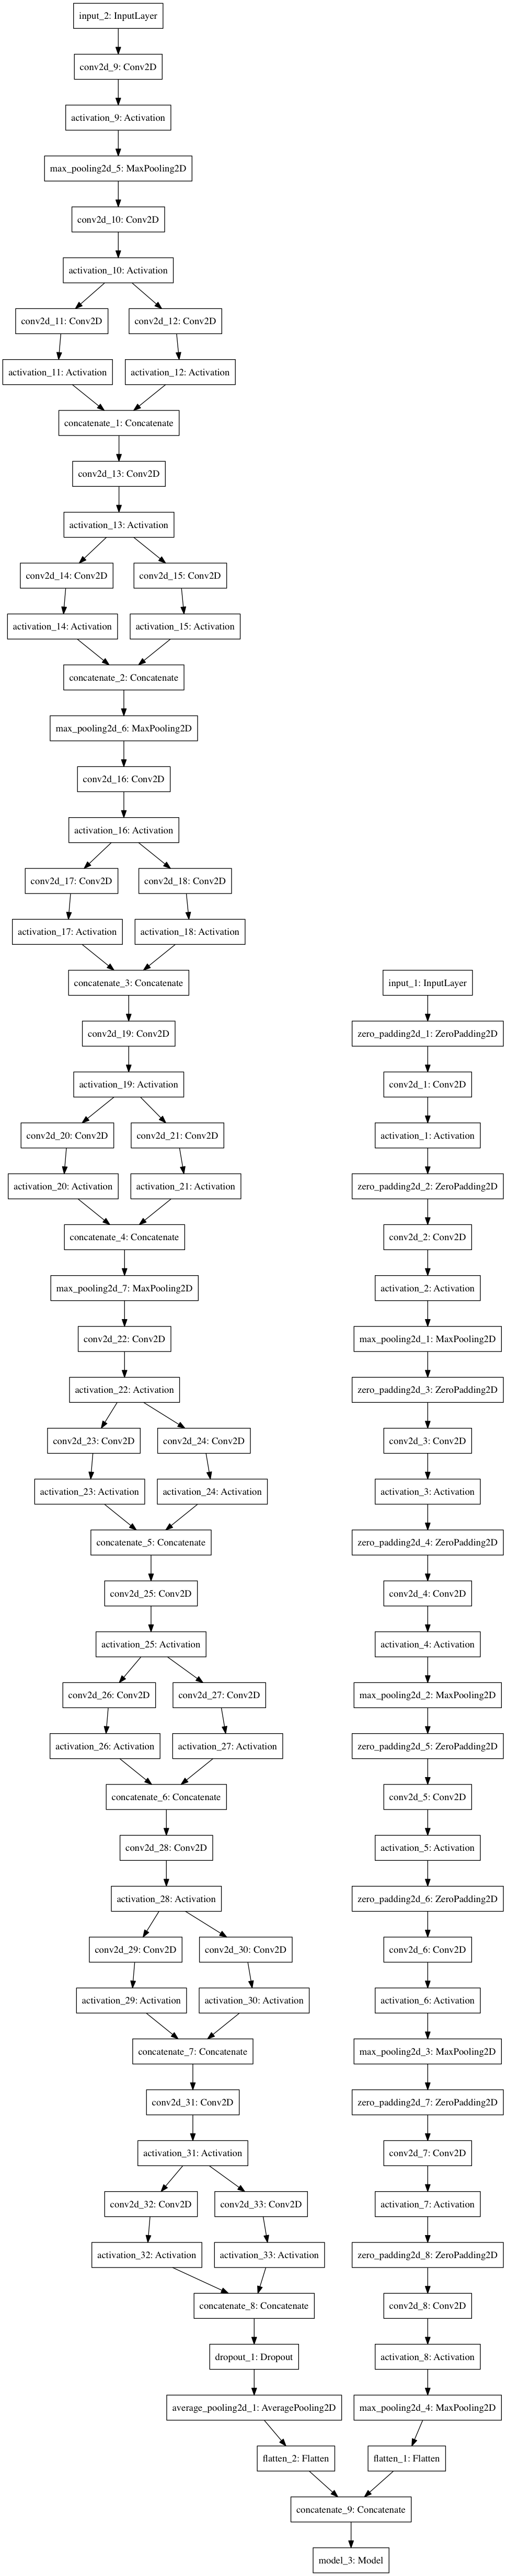 input_2: InputLayer
conv2d_9: Conv2D
activation_9: Activation
max_pooling2d_5: MaxPooling2D
conv2d_10: Conv2D
activation_10: Activation
conv2d_11: Conv2D
conv2d_12: Conv2D
activation_11: Activation
activation_12: Activation
concatenate_1: Concatenate
conv2d_13: Conv2D
activation_13: Activation
conv2d_14: Conv2D
conv2d_15: Conv2D
activation_14: Activation
activation_15: Activation
concatenate_2: Concatenate
max_pooling2d_6: MaxPooling2D
conv2d_16: Conv2D
activation_16: Activation
conv2d_17: Conv2D
conv2d_18: Conv2D
activation_17: Activation
activation_18: Activation
concatenate_3: Concatenate
conv2d_19: Conv2D
activation_19: Activation
conv2d_20: Conv2D
conv2d_21: Conv2D
activation_20: Activation
activation_21: Activation
concatenate_4: Concatenate
max_pooling2d_7: MaxPooling2D
conv2d_22: Conv2D
activation_22: Activation
conv2d_23: Conv2D
conv2d_24: Conv2D
activation_23: Activation
activation_24: Activation
concatenate_5: Concatenate
conv2d_25: Conv2D
activation_25: Activation
conv2d_26: Conv2D
conv2d_27: Conv2D
activation_26: Activation
activation_27: Activation
concatenate_6: Concatenate
conv2d_28: Conv2D
activation_28: Activation
conv2d_29: Conv2D
conv2d_30: Conv2D
activation_29: Activation
activation_30: Activation
concatenate_7: Concatenate
conv2d_31: Conv2D
activation_31: Activation
conv2d_32: Conv2D
conv2d_33: Conv2D
activation_32: Activation
activation_33: Activation
concatenate_8: Concatenate
dropout_1: Dropout
average_pooling2d_1: AveragePooling2D
flatten_2: Flatten
input_1: InputLayer
zero_padding2d_1: ZeroPadding2D
conv2d_1: Conv2D
activation_1: Activation
zero_padding2d_2: ZeroPadding2D
conv2d_2: Conv2D
activation_2: Activation
max_pooling2d_1: MaxPooling2D
zero_padding2d_3: ZeroPadding2D
conv2d_3: Conv2D
activation_3: Activation
zero_padding2d_4: ZeroPadding2D
conv2d_4: Conv2D
activation_4: Activation
max_pooling2d_2: MaxPooling2D
zero_padding2d_5: ZeroPadding2D
conv2d_5: Conv2D
activation_5: Activation
zero_padding2d_6: ZeroPadding2D
conv2d_6: Conv2D
activation_6: Activation
max_pooling2d_3: MaxPooling2D
zero_padding2d_7: ZeroPadding2D
conv2d_7: Conv2D
activation_7: Activation
zero_padding2d_8: ZeroPadding2D
conv2d_8: Conv2D
activation_8: Activation
max_pooling2d_4: MaxPooling2D
flatten_1: Flatten
concatenate_9: Concatenate
model_3: Model